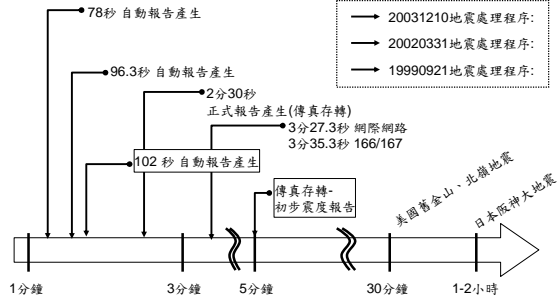 78秒 自動報告產生
20031210地震處理程序:
20020331地震處理程序:
19990921地震處理程序:
96.3秒 自動報告產生
2分30秒
正式報告產生(傳真存轉)
3分27.3秒 網際網路
3分35.3秒 166/167
102 秒 自動報告產生
傳真存轉-
初步震度報告
美國舊金山、北嶺地震
日本阪神大地震
1分鐘
3分鐘
5分鐘
30分鐘
1-2小時